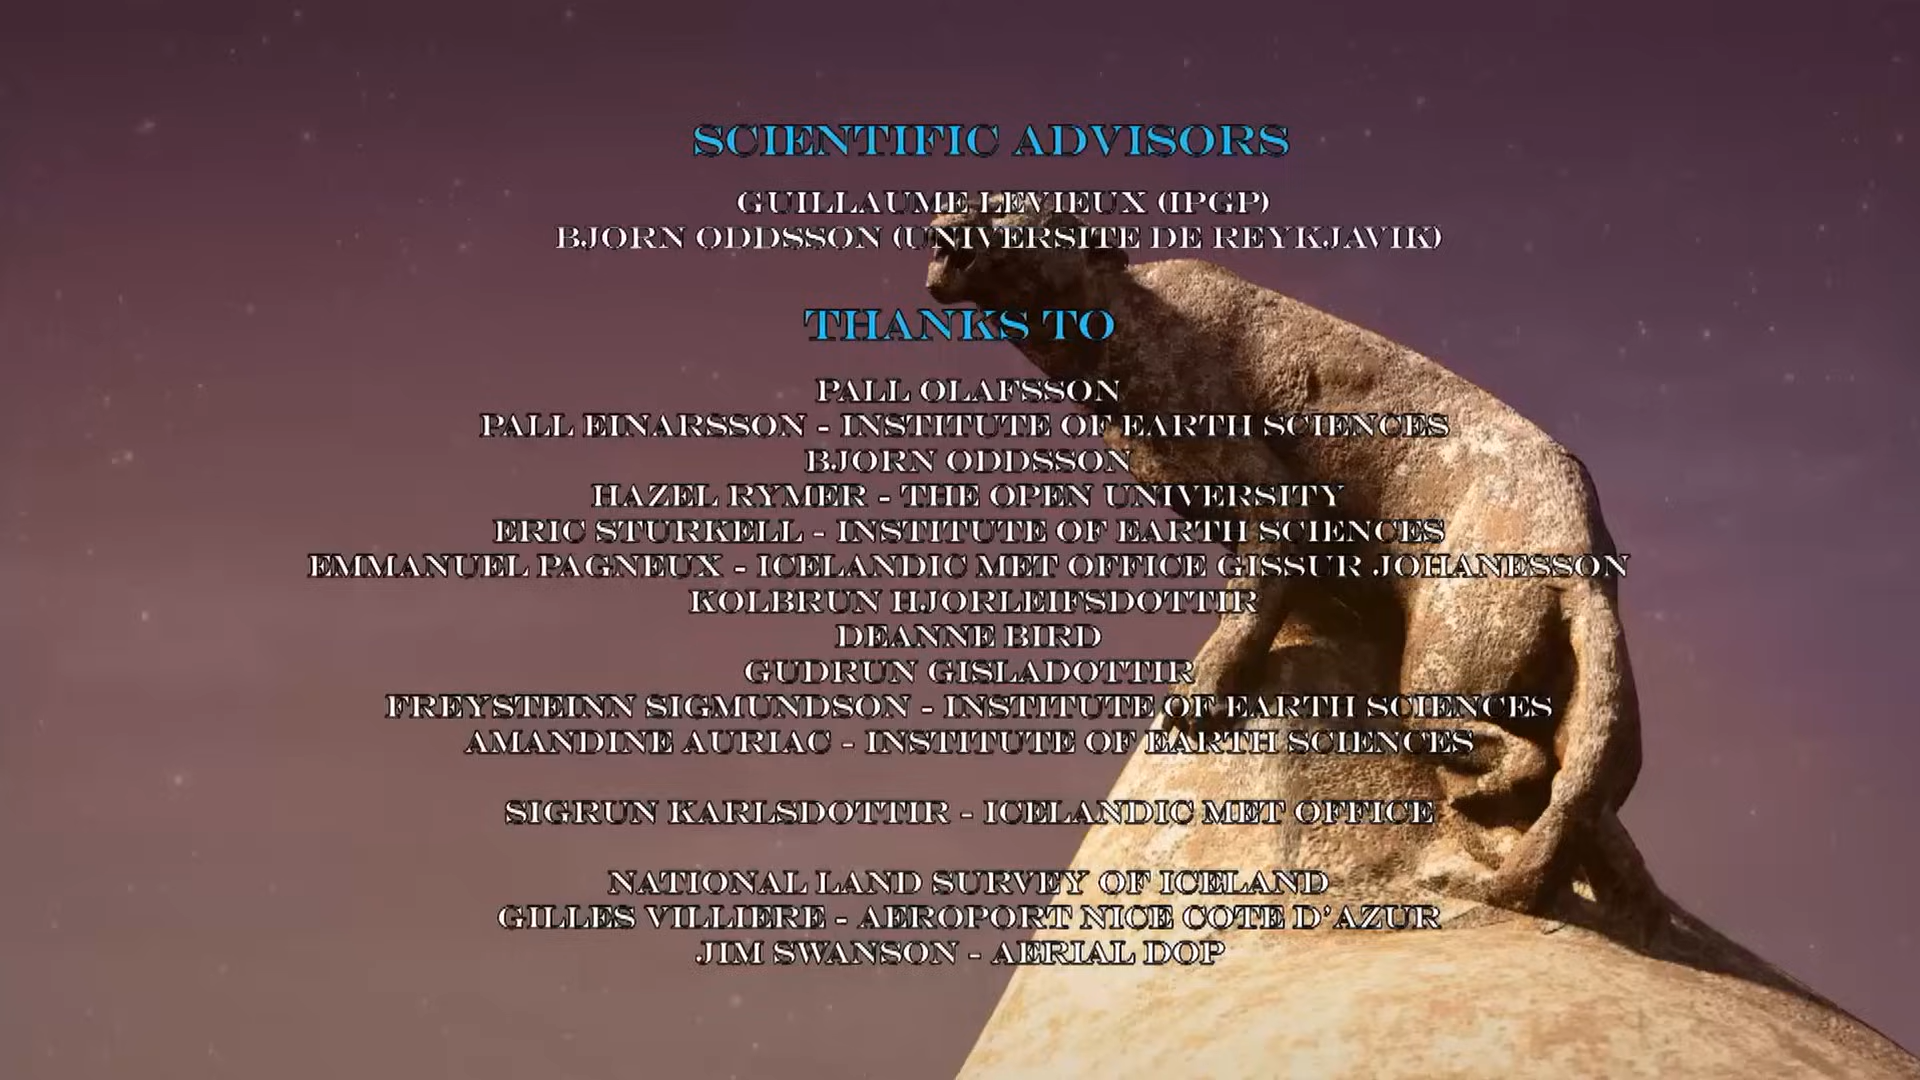 SCIENTIFIC ADVISORS
GUILLAUME LEVIEUX (IPGP)
BJORN ODDSSON (UNIVERSITE DE REYKJAVIK)
THANKS TO
PALL OLAFSSON
PALL EINARSSON - INSTITUTE OF EARTH SCIENCES
BJORN ODDSSON
HAZEL RYMER - THE OPEN UNIVERSITY
ERIC STURKELL - INSTITUTE OF EARTH SCIENCES
EMMANUEL PAGNEUX - ICELANDIC MET OFFICE GISSUR JOHANESSON
KOLBRUN HJORLEIFSDOTTIR
DEANNE BIRD
GUDRUN GISLADOTTIR
FREYSTEINN SIGMUNDSON - INSTITUTE OF EARTH SCIENCES
AMANDINE AURIAC - INSTITUTE OF EARTH SCIENCES
SIGRUN KARLSDOTTIR - ICELANDIC MET OFFICE
NATIONAL LAND SURVEY OF ICELAND
GILLES VILLIERE - AEROPORT NICE COTE D'AZUR
JIM SWANSON - AERIAL DOP